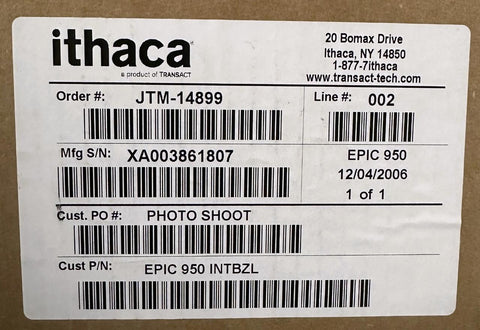 ithaca
a product of TRANSACT
20 Bomax Drive
Ithaca, NY 14850
1-877-7ithaca
www.transact-tech.com
Order #: JTM-14899
Line #: 002
Mfg S/N: XA003861807
EPIC 950
12/04/2006
1 of 1
Cust. PO #: PHOTO SHOOT
Cust P/N: EPIC 950 INTBZL